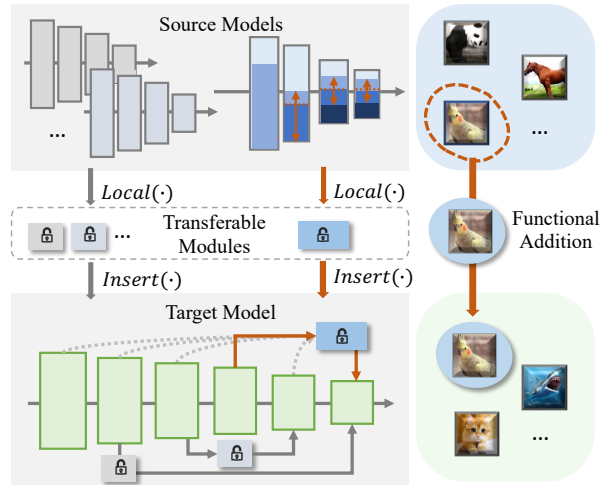 Source Models
...
...
Local(·)
Local(·)
...
Transferable
Modules
Functional
Addition
Insert(·)
Insert(·)
Target Model
...